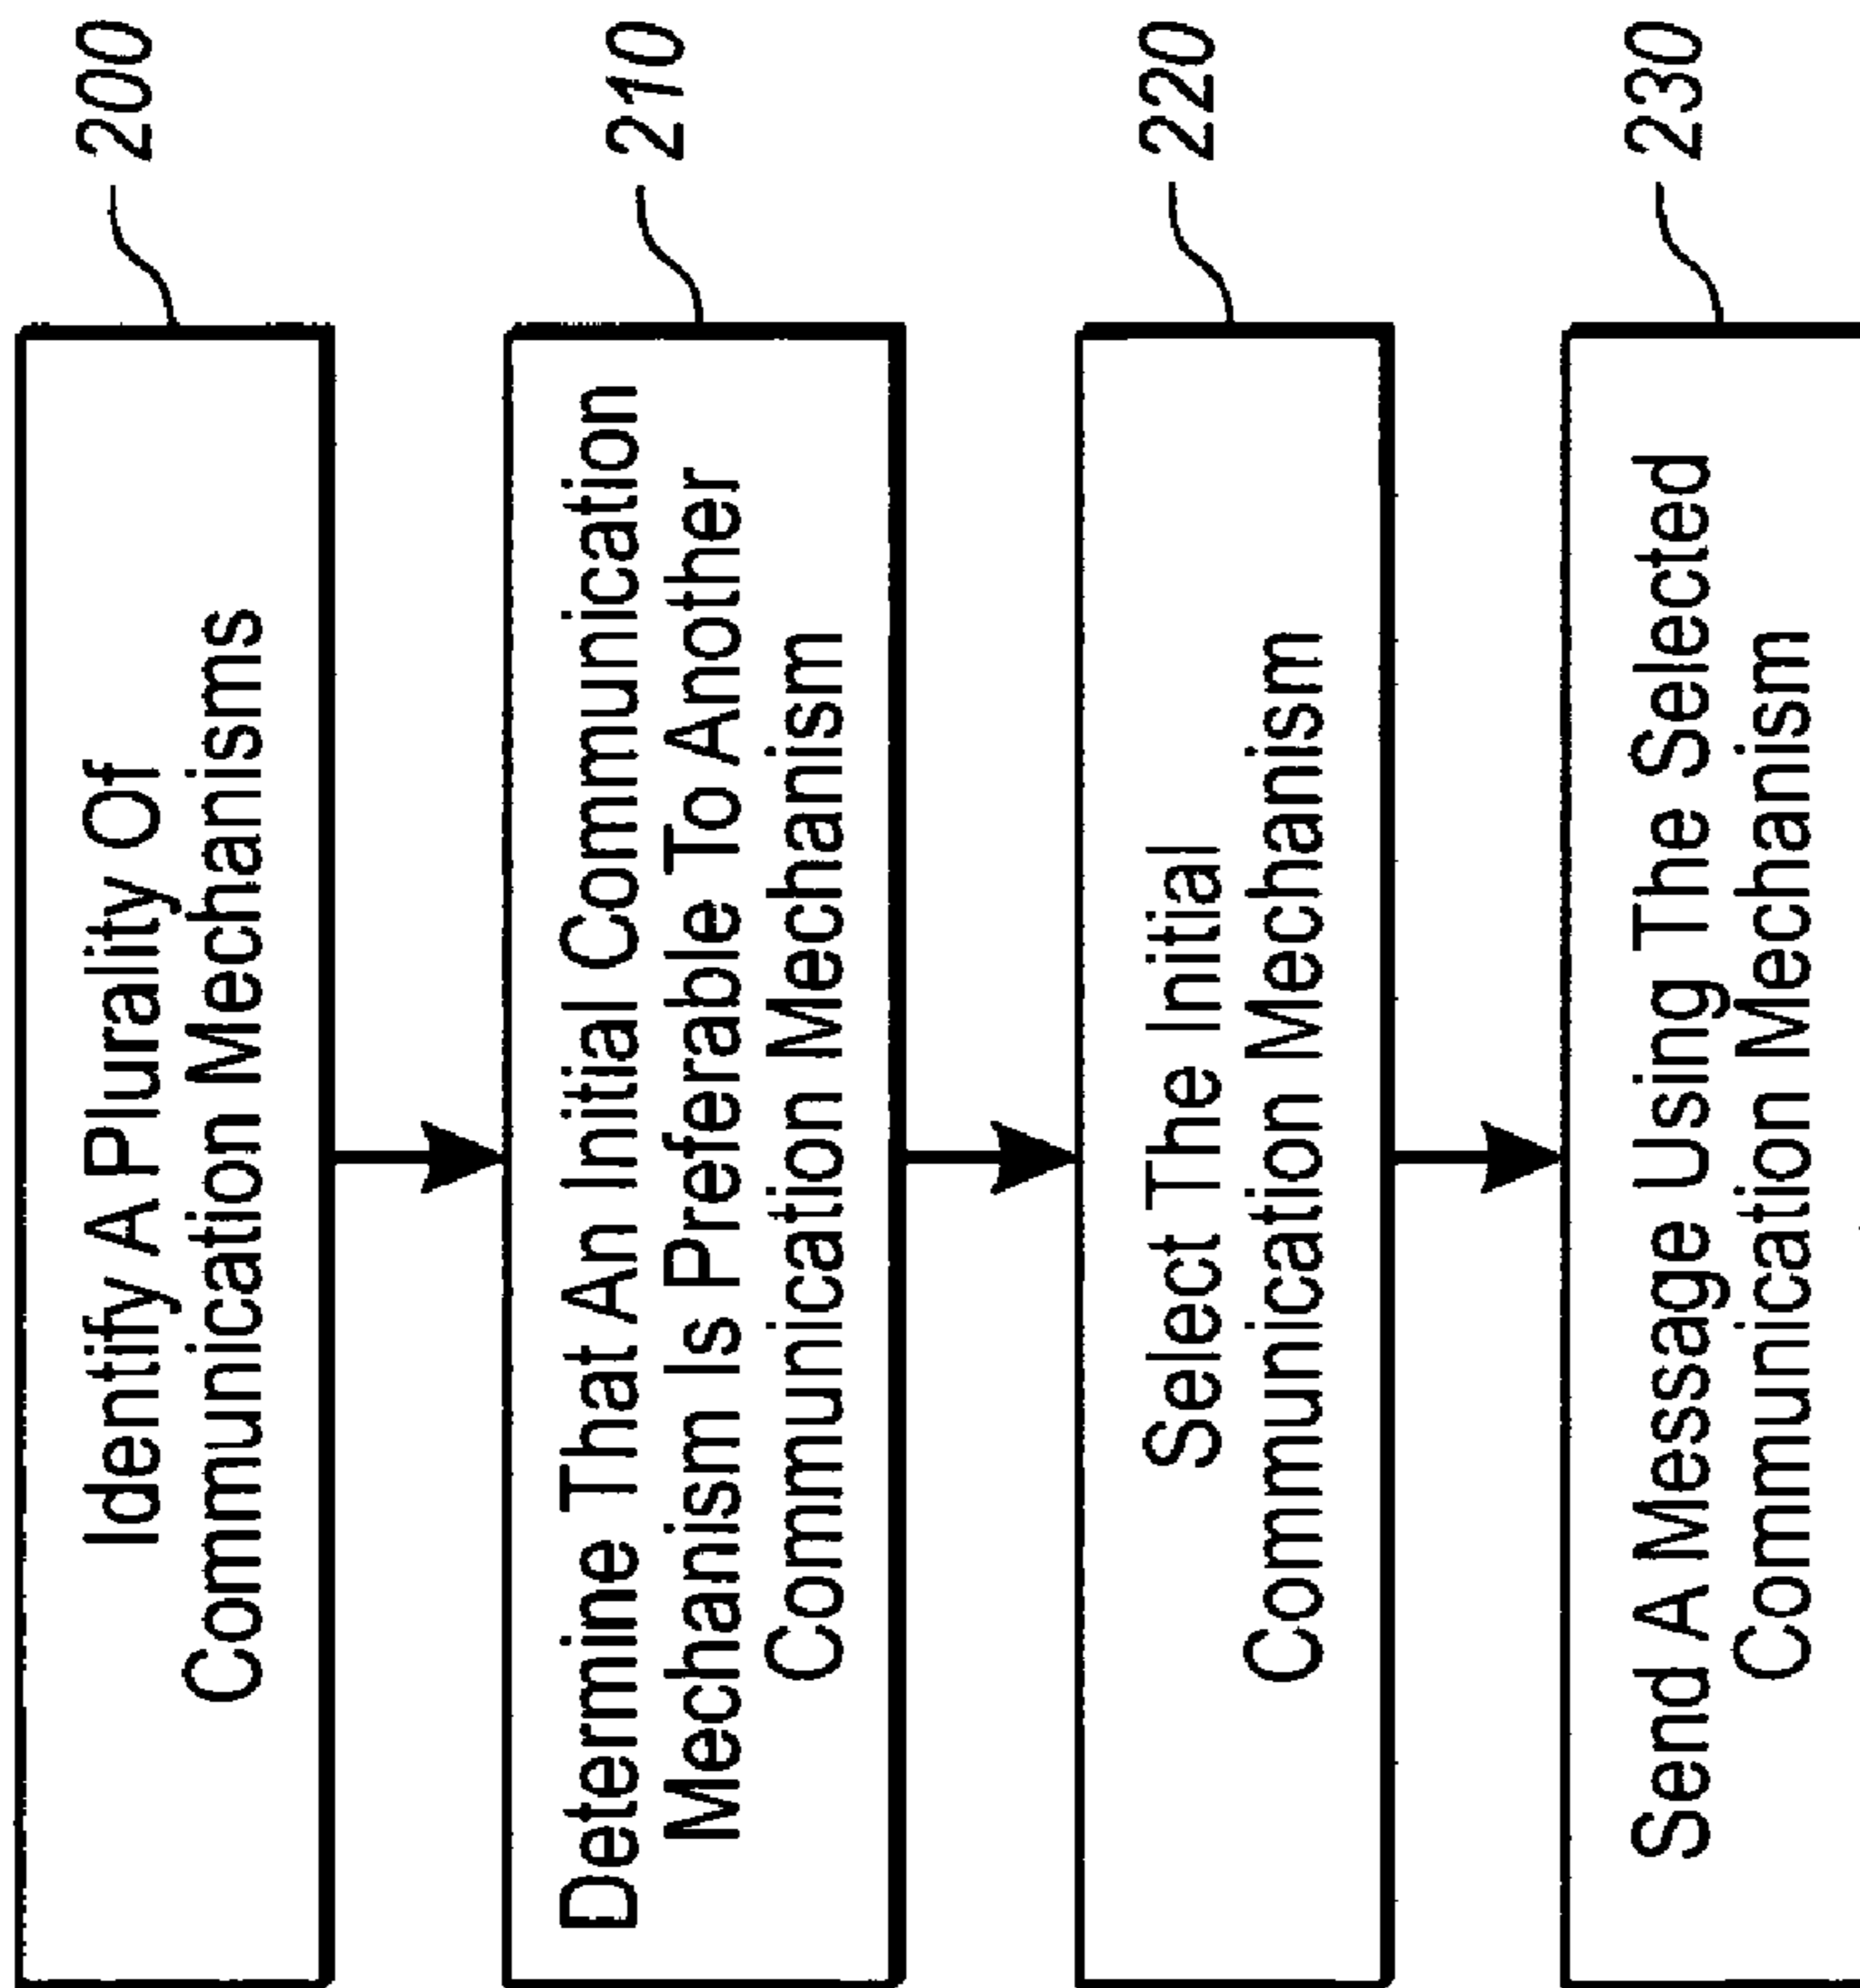 Identify A Plurality Of
Communication Mechanisms
200
Determine That An Initial Communication
Mechanism Is Preferable To Another
Communication Mechanism
210
Select The Initial
Communication Mechanism
220
Send A Message Using The Selected
Communication Mechanism
230